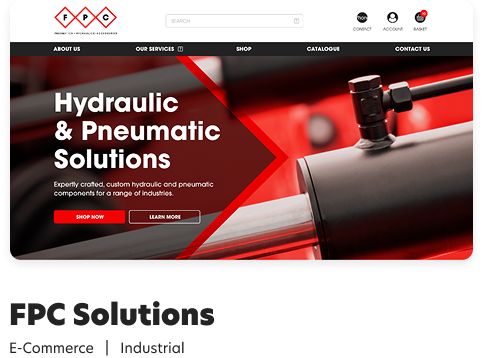 F P C
SEARCH
CONTACT
ACCOUNT
BASKET
ABOUT US
OUR SERVICES
SHOP
CATALOGUE
CONTACT US
Hydraulic
& Pneumatic
Solutions
Expertly crafted, custom hydraulic and pneumatic
components for a range of industries.
SHOP NOW
LEARN MORE
FPC Solutions
E-Commerce | Industrial